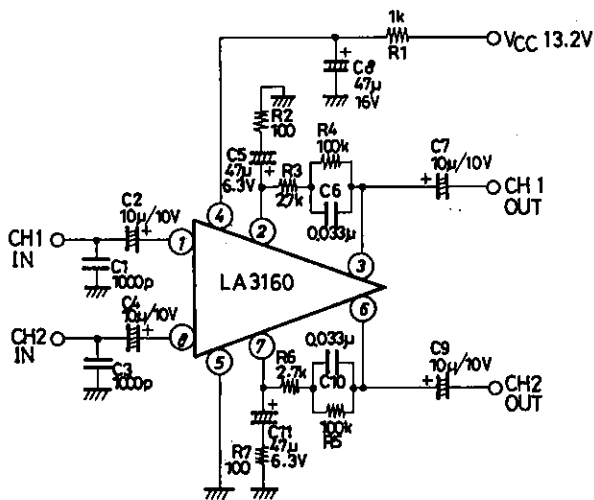 1k
R1
VCC 13.2V
C8
47μ
16V
R2
100
C5
47μ
6.3V
R4
100k
R3
2.7k
C6
0.033μ
C7
10μ/10V
CH 1
OUT
C2
10μ/10V
4
2
CH1
IN
1
3
C1
1000p
LA3160
C4
10μ/10V
6
CH2
IN
8
7
5
C3
1000p
R6
2.7k
0.033μ
C10
C9
10μ/10V
CH2
OUT
100k
R5
C11
47μ
6.3V
R7
100